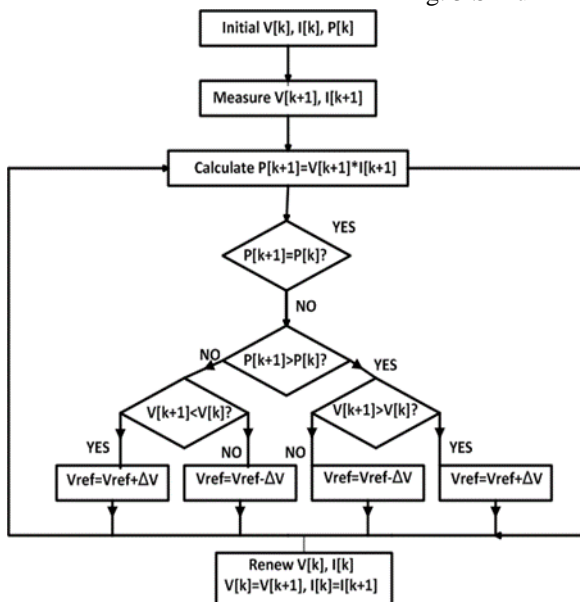 Initial V[k], I[k], P[k]
Measure V[k+1], I[k+1]
Calculate P[k+1]=V[k+1]*I[k+1]
YES
P[k+1]=P[k]?
NO
P[k+1]>P[k]?
NO
YES
V[k+1]<V[k]?
V[k+1]>V[k]?
YES
NO
NO
YES
Vref=Vref+ΔV
Vref=Vref-ΔV
Vref=Vref-ΔV
Vref=Vref+ΔV
Renew V[k], I[k]
V[k]=V[k+1], I[k]=I[k+1]